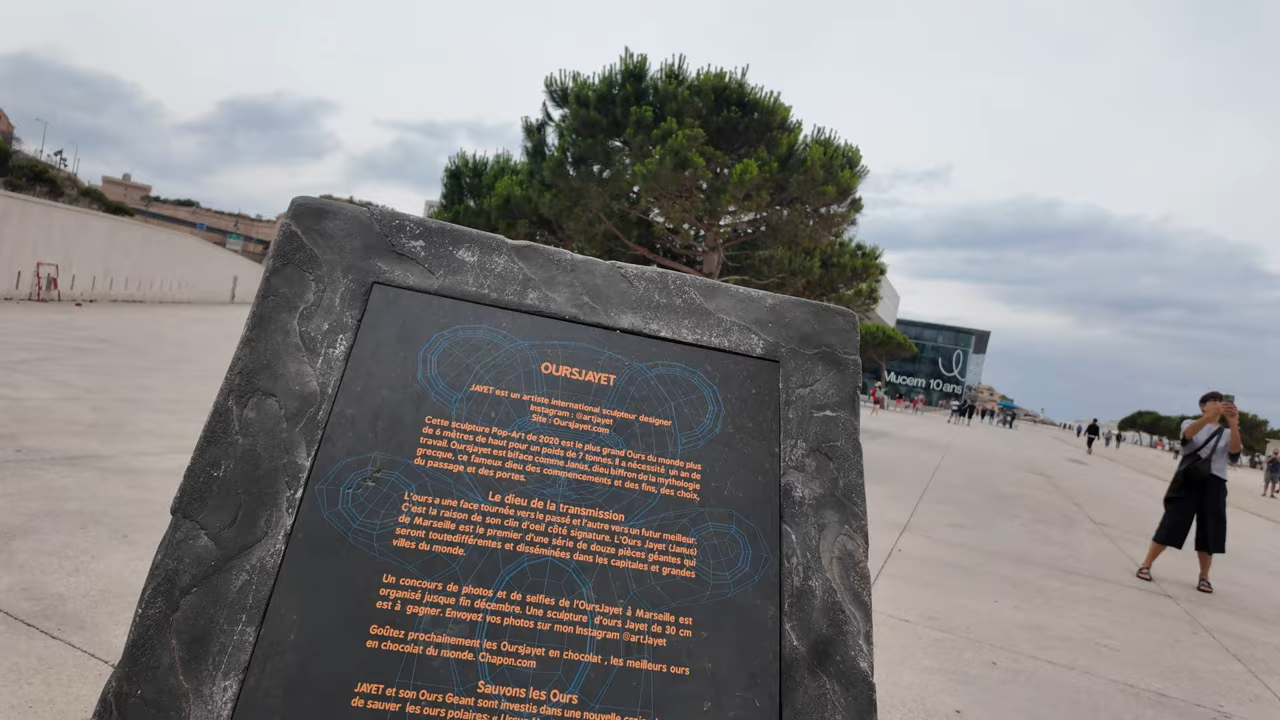 OURSJAYET
JAYET est un artiste international sculpteur designer
Instagram : @artjayet
Site : Oursjayet.com
Cette sculpture Pop-Art de 2020 est le plus grand Ours du monde plus
de 6 mètres de haut pour un poids de 7 tonnes. Il a nécessité un an de
travail. Oursjayet est biface comme Janus, dieu biffron de la mythologie
grecque, ce fameux dieu des commencements et des fins, des choix,
du passage et des portes.
Le dieu de la transmission
L'ours a une face tournée vers le passé et l'autre vers un futur meilleur.
C'est la raison de son clin d'oeil côté signature. L'Ours Jayet (Janus)
de Marseille est le premier d'une série de douze pièces géantes qui
seront toutedifférentes et disséminées dans les capitales et grandes
villes du monde.
Un concours de photos et de selfies de l'OursJayet à Marseille est
organisé jusque fin décembre. Une sculpture d'ours Jayet de 30 cm
est à gagner. Envoyez vos photos sur mon Instagram @artJayet
Goûtez prochainement les Oursjayet en chocolat , les meilleurs ours
en chocolat du monde. Chapon.com
Sauvons les Ours
JAYET et son Ours Geant sont investis dans une nouvelle
de sauver les ours polaires: «
Mucem 10 ans